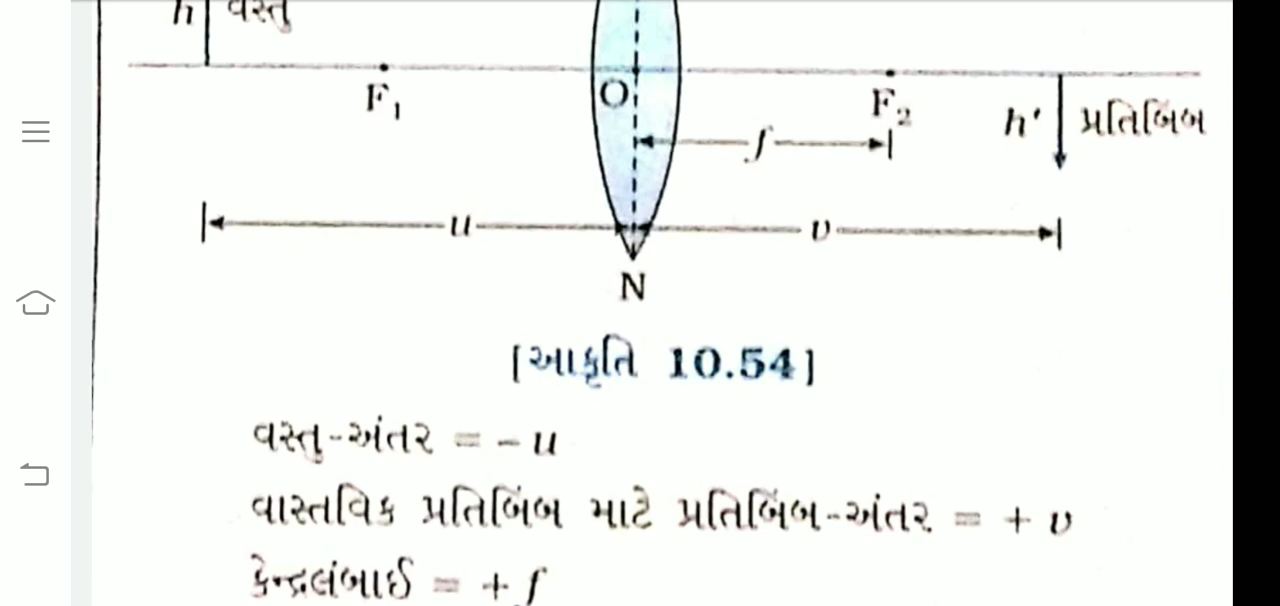 h વસ્તુ
F₁ O F₂ h′ પ્રતિબિંબ
f
u v
N
[આકૃતિ 10.54]
વસ્તુ-અંતર = – u
વાસ્તવિક પ્રતિબિંબ માટે પ્રતિબિંબ-અંતર = + v
કેન્દ્રલંબાઈ = + f